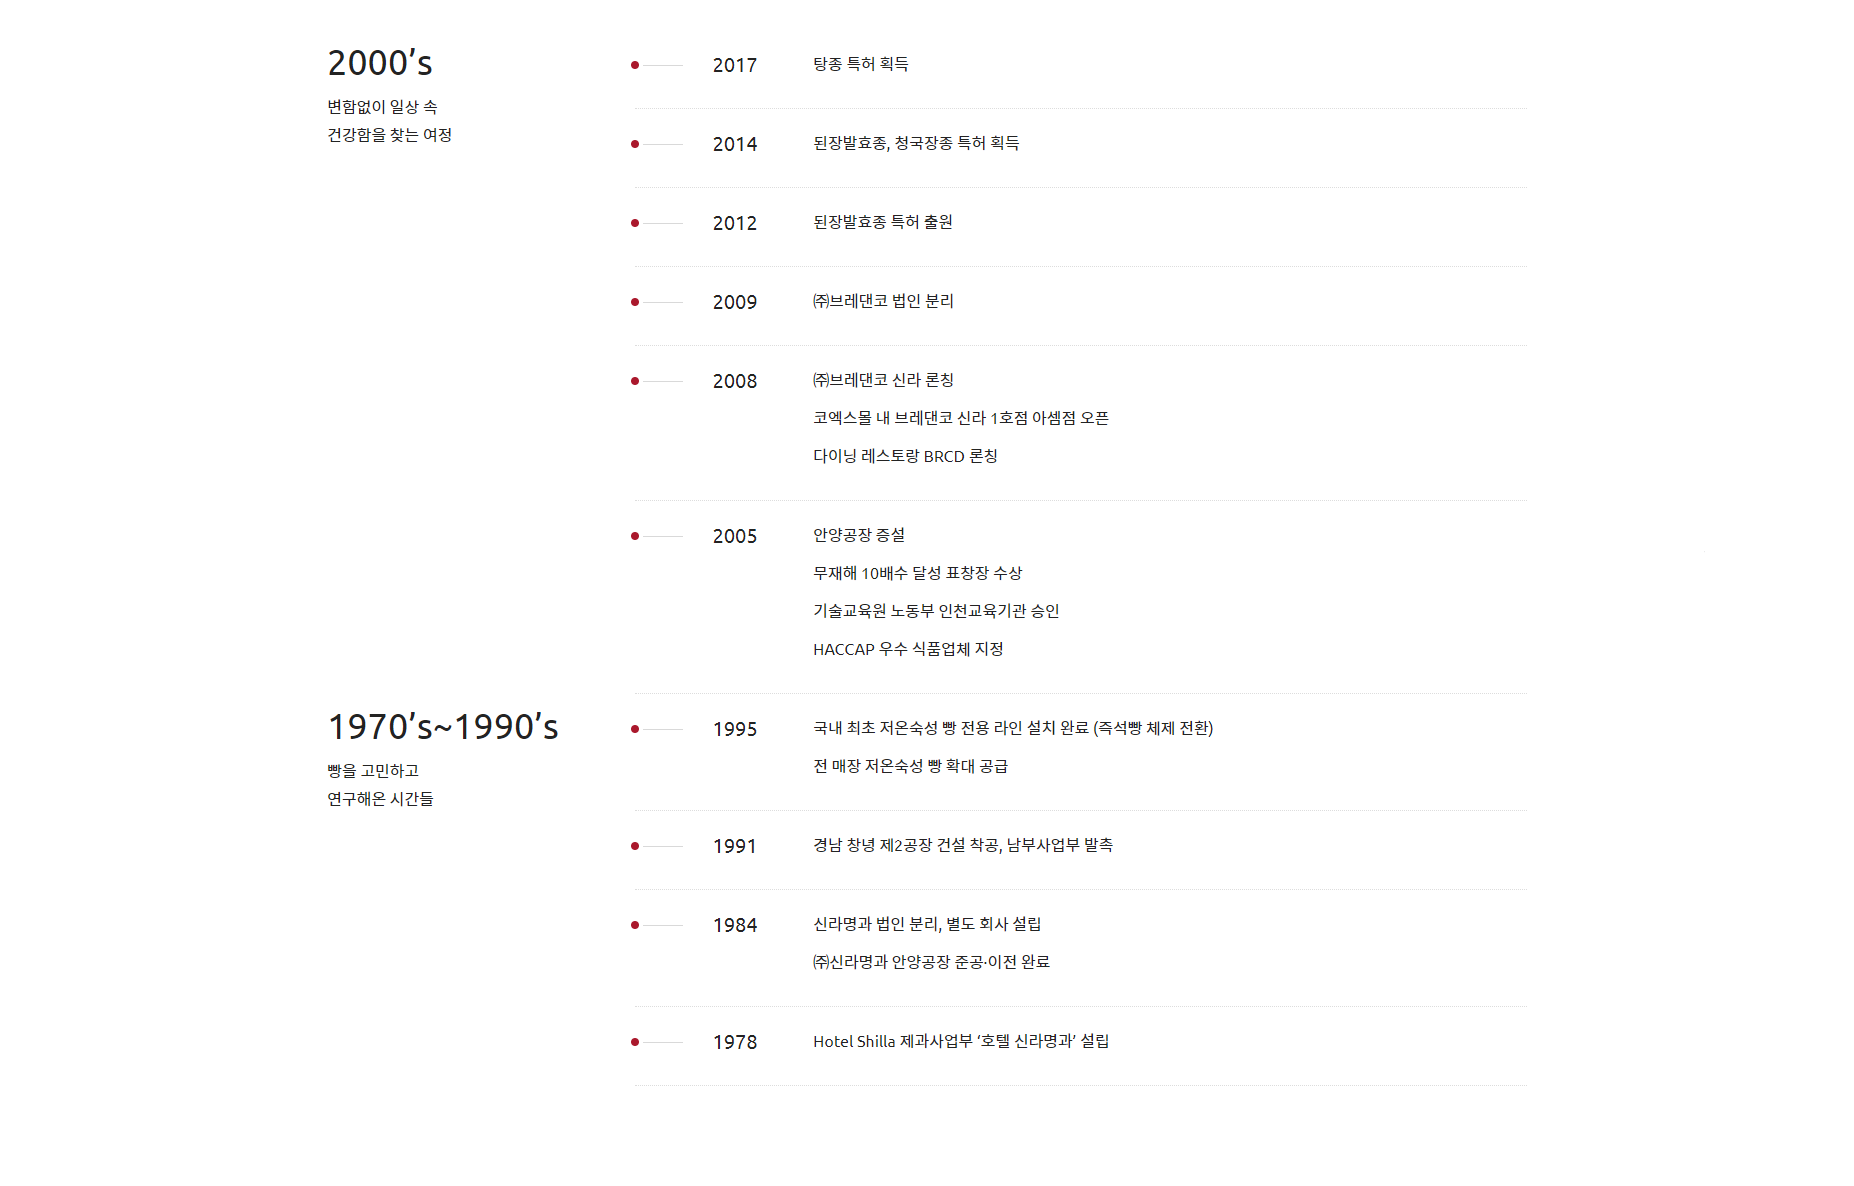 2000’s
변함없이 일상 속
건강함을 찾는 여정
2017 탕종 특허 획득
2014 된장발효종, 청국장종 특허 획득
2012 된장발효종 특허 출원
2009 ㈜브레댄코 법인 분리
2008 ㈜브레댄코 신라 론칭
코엑스몰 내 브레댄코 신라 1호점 아셈점 오픈
다이닝 레스토랑 BRCD 론칭
2005 안양공장 증설
무재해 10배수 달성 표창장 수상
기술교육원 노동부 인천교육기관 승인
HACCAP 우수 식품업체 지정
1970’s~1990’s
빵을 고민하고
연구해온 시간들
1995 국내 최초 저온숙성 빵 전용 라인 설치 완료 (즉석빵 체제 전환)
전 매장 저온숙성 빵 확대 공급
1991 경남 창녕 제2공장 건설 착공, 남부사업부 발촉
1984 신라명과 법인 분리, 별도 회사 설립
㈜신라명과 안양공장 준공·이전 완료
1978 Hotel Shilla 제과사업부 ‘호텔 신라명과’ 설립